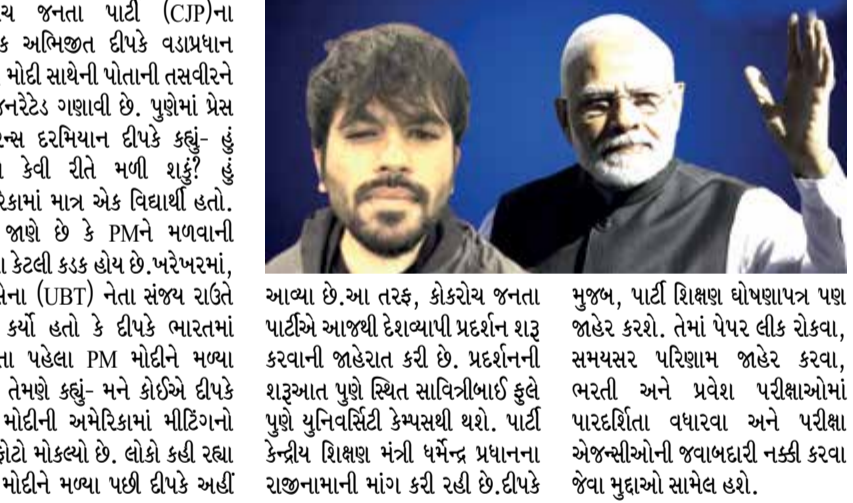 જનતા પાર્ટી (CJP)ના
અભિજીત દીપકે વડાપ્રધાન
મોદી સાથેની પોતાની તસવીરને
ગણાવી છે. પુણેમાં પ્રેસ
દરમિયાન દીપકે કહ્યું- હું
કેવી રીતે મળી શકું? હું
માત્ર એક વિદ્યાર્થી હતો.
જાણે છે કે PMને મળવાની
કેટલી કડક હોય છે.ખરેખરમાં,
(UBT) નેતા સંજય રાઉતે
કર્યો હતો કે દીપકે ભારતમાં
પહેલા PM મોદીને મળ્યા
તેમણે કહ્યું- મને કોઈએ દીપકે
મોદીની અમેરિકામાં મીટિંગનો
મોકલ્યો છે. લોકો કહી રહ્યા
મોદીને મળ્યા પછી દીપકે અહીં
આવ્યા છે.આ તરફ, કોકરોચ જનતા
પાર્ટીએ આજથી દેશવ્યાપી પ્રદર્શન શરૂ
કરવાની જાહેરાત કરી છે. પ્રદર્શનની
શરૂઆત પુણે સ્થિત સાવિત્રીબાઈ ફુલે
પુણે યુનિવર્સિટી કેમ્પસથી થશે. પાર્ટી
કેન્દ્રીય શિક્ષણ મંત્રી ધર્મેન્દ્ર પ્રધાનના
રાજીનામાની માંગ કરી રહી છે.દીપકે
મુજબ, પાર્ટી શિક્ષણ ઘોષણાપત્ર પણ
જાહેર કરશે. તેમાં પેપર લીક રોકવા,
સમયસર પરિણામ જાહેર કરવા,
ભરતી અને પ્રવેશ પરીક્ષાઓમાં
પારદર્શિતા વધારવા અને પરીક્ષા
એજન્સીઓની જવાબદારી નક્કી કરવા
જેવા મુદ્દાઓ સામેલ હશે.